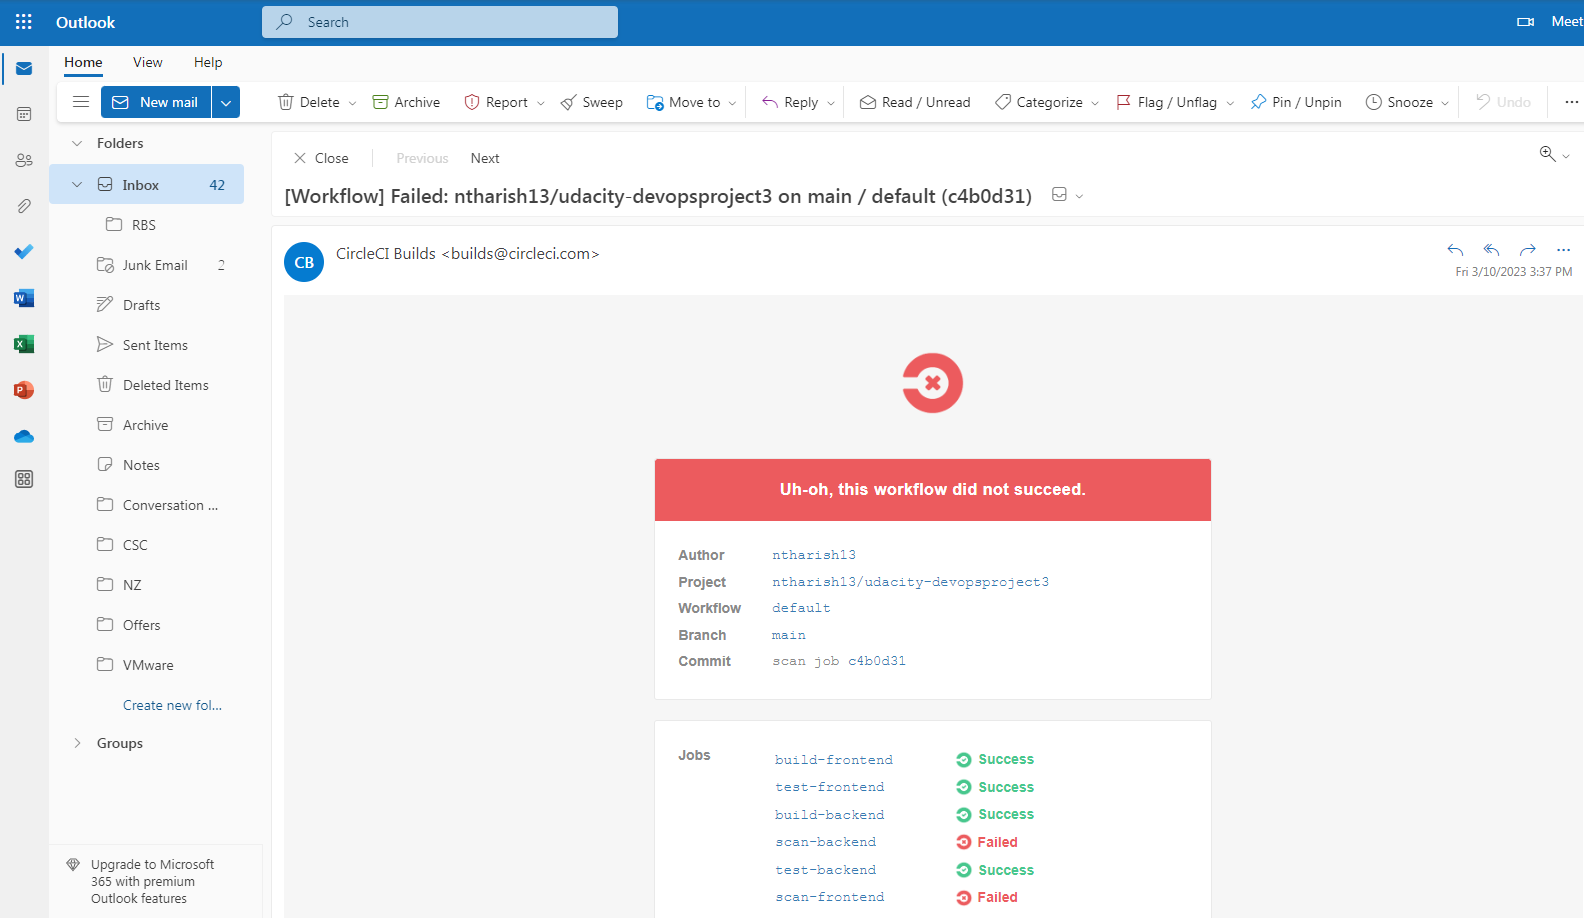 Outlook
Search
Meet
Home View Help
New mail Delete Archive Report Sweep Move to Reply Read / Unread Categorize Flag / Unflag Pin / Unpin Snooze Undo
Folders
Inbox 42
RBS
Junk Email 2
Drafts
Sent Items
Deleted Items
Archive
Notes
Conversation ...
CSC
NZ
Offers
VMware
Create new fol...
Groups
Upgrade to Microsoft
365 with premium
Outlook features
Close Previous Next
[Workflow] Failed: ntharish13/udacity-devopsproject3 on main / default (c4b0d31)
CB
CircleCI Builds <builds@circleci.com>
Fri 3/10/2023 3:37 PM
Uh-oh, this workflow did not succeed.
Author ntharish13
Project ntharish13/udacity-devopsproject3
Workflow default
Branch main
Commit scan job c4b0d31
Jobs build-frontend Success
test-frontend Success
build-backend Success
scan-backend Failed
test-backend Success
scan-frontend Failed